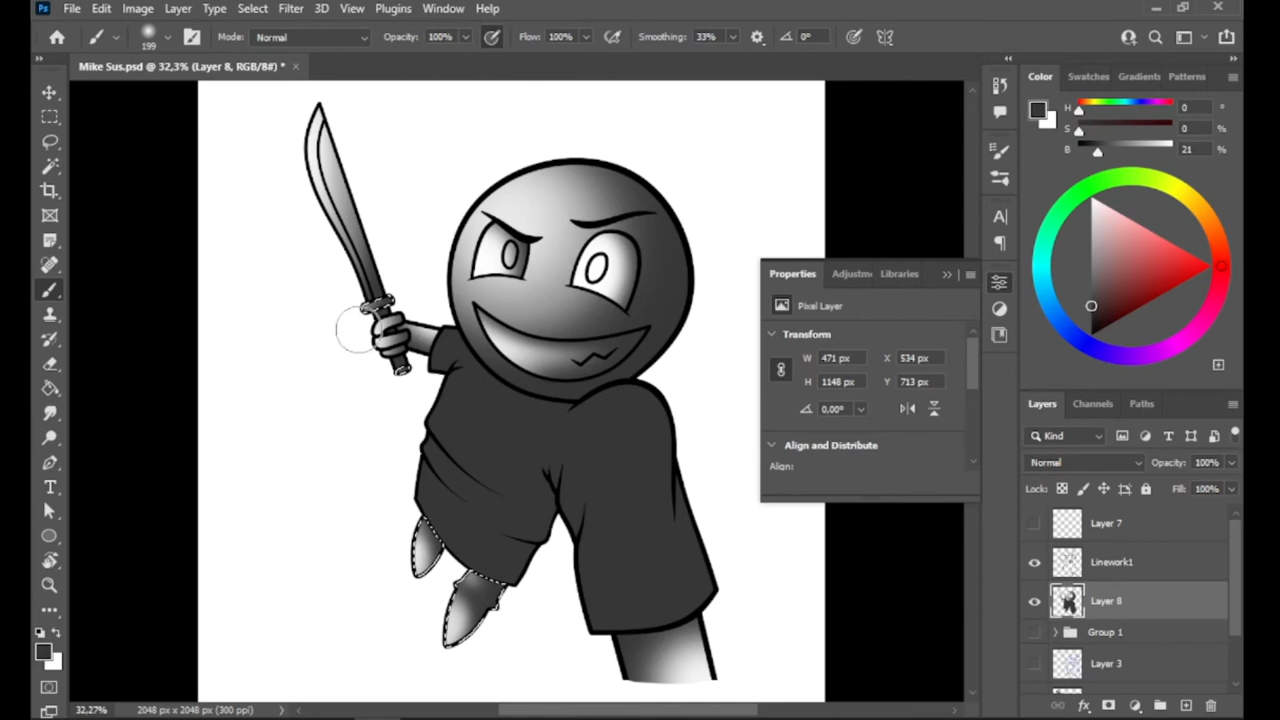 Ps File Edit Image Layer Type Select Filter 3D View Plugins Window Help
199 Mode: Normal Opacity: 100% Flow: 100% Smoothing: 33% 0°
Mike Sus.psd @ 32,3% (Layer 8, RGB/8#) * ×
Color Swatches Gradients Patterns
H 0 °
S 0 %
B 21 %
Properties Adjustm Libraries
Pixel Layer
Transform
W 471 px X 534 px
H 1148 px Y 713 px
0,00°
Align and Distribute
Align:
Layers Channels Paths
Kind
Normal Opacity: 100%
Lock: Fill: 100%
Layer 7
Linework1
Layer 8
Group 1
Layer 3
32,27% 2048 px x 2048 px (300 ppi)